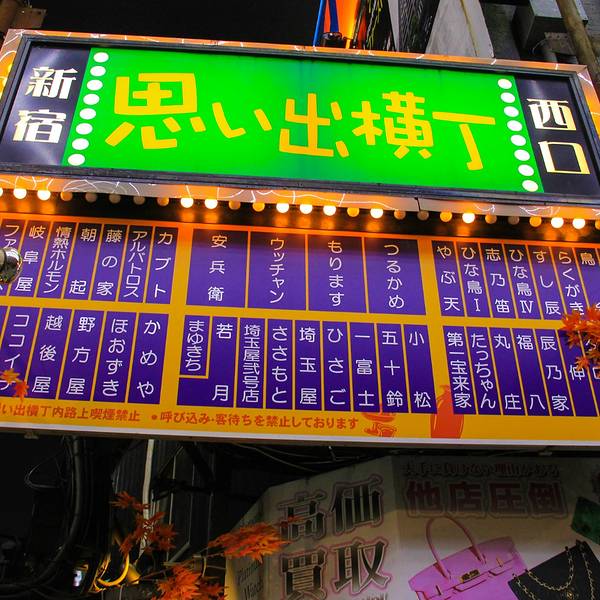 新宿
思い出横丁
西口
らくがき
すし辰
ひな鳥Ⅳ
志乃笛
ひな鳥Ⅰ
やぶ天
つるかめ
もります
ウッチャン
安兵衛
カブト
アルバトロス
藤の家
朝起
情熱ホルモン
岐阜屋
辰乃家
福八
丸庄
たっちゃん
第一宝来家
小松
五十鈴
一富士
ひさご
埼玉屋
ささもと
埼玉屋弐号店
若月
まゆきち
かめや
ほおずき
野方屋
越後屋
い出横丁内路上喫煙禁止 ●呼び込み・客待ちを禁止しております
高価買取
他店圧倒